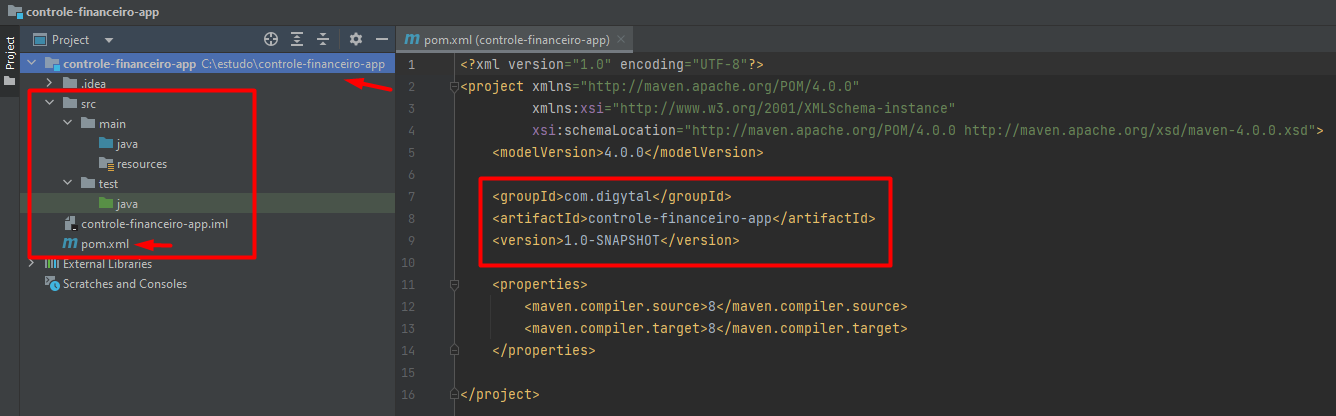 controle-financeiro-app
Project
Project
controle-financeiro-app C:\estudo\controle-financeiro-app
.idea
src
main
java
resources
test
java
controle-financeiro-app.iml
pom.xml
External Libraries
Scratches and Consoles
pom.xml (controle-financeiro-app)
1 <?xml version="1.0" encoding="UTF-8"?>
2 <project xmlns="http://maven.apache.org/POM/4.0.0"
3 xmlns:xsi="http://www.w3.org/2001/XMLSchema-instance"
4 xsi:schemaLocation="http://maven.apache.org/POM/4.0.0 http://maven.apache.org/xsd/maven-4.0.0.xsd">
5 <modelVersion>4.0.0</modelVersion>
6
7 <groupId>com.digytal</groupId>
8 <artifactId>controle-financeiro-app</artifactId>
9 <version>1.0-SNAPSHOT</version>
10
11 <properties>
12 <maven.compiler.source>8</maven.compiler.source>
13 <maven.compiler.target>8</maven.compiler.target>
14 </properties>
15
16 </project>